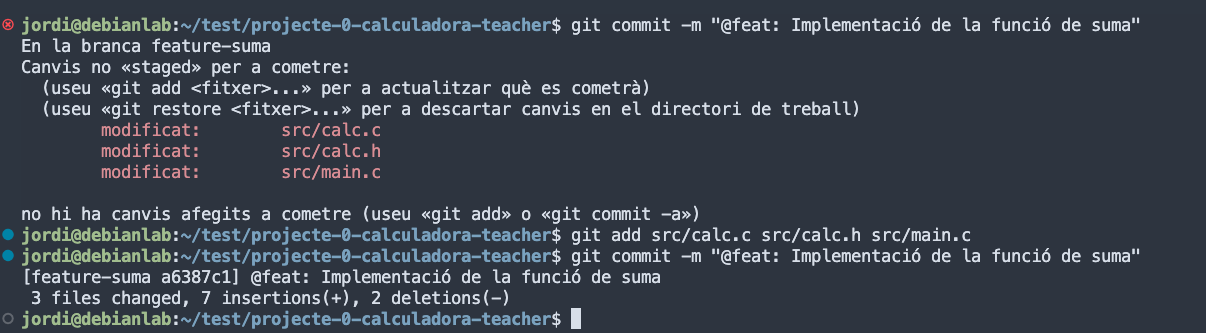 jordi@debianlab:~/test/projecte-0-calculadora-teacher$ git commit -m "@feat: Implementació de la funció de suma"
En la branca feature-suma
Canvis no «staged» per a cometre:
  (useu «git add <fitxer>...» per a actualitzar què es cometrà)
  (useu «git restore <fitxer>...» per a descartar canvis en el directori de treball)
        modificat:        src/calc.c
        modificat:        src/calc.h
        modificat:        src/main.c

no hi ha canvis afegits a cometre (useu «git add» o «git commit -a»)
jordi@debianlab:~/test/projecte-0-calculadora-teacher$ git add src/calc.c src/calc.h src/main.c
jordi@debianlab:~/test/projecte-0-calculadora-teacher$ git commit -m "@feat: Implementació de la funció de suma"
[feature-suma a6387c1] @feat: Implementació de la funció de suma
 3 files changed, 7 insertions(+), 2 deletions(-)
jordi@debianlab:~/test/projecte-0-calculadora-teacher$